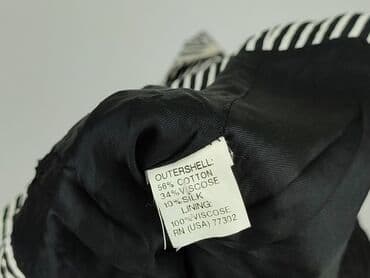 OUTERSHELL:
56% COTTON
34% VISCOSE
10% SILK
LINING:
100% VISCOSE
RN (USA) 77302